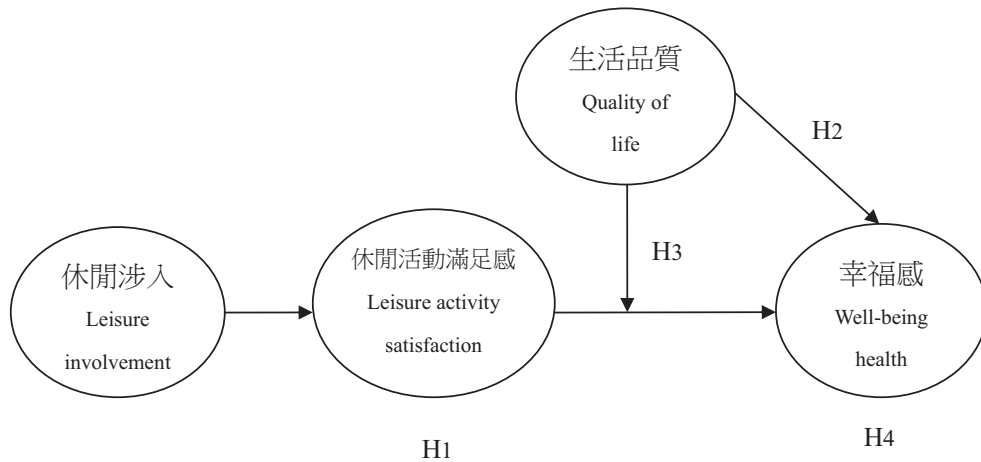 生活品質
Quality of
life
H2
H3
休閒涉入
Leisure
involvement
休閒活動滿足感
Leisure activity
satisfaction
幸福感
Well-being
health
H1
H4